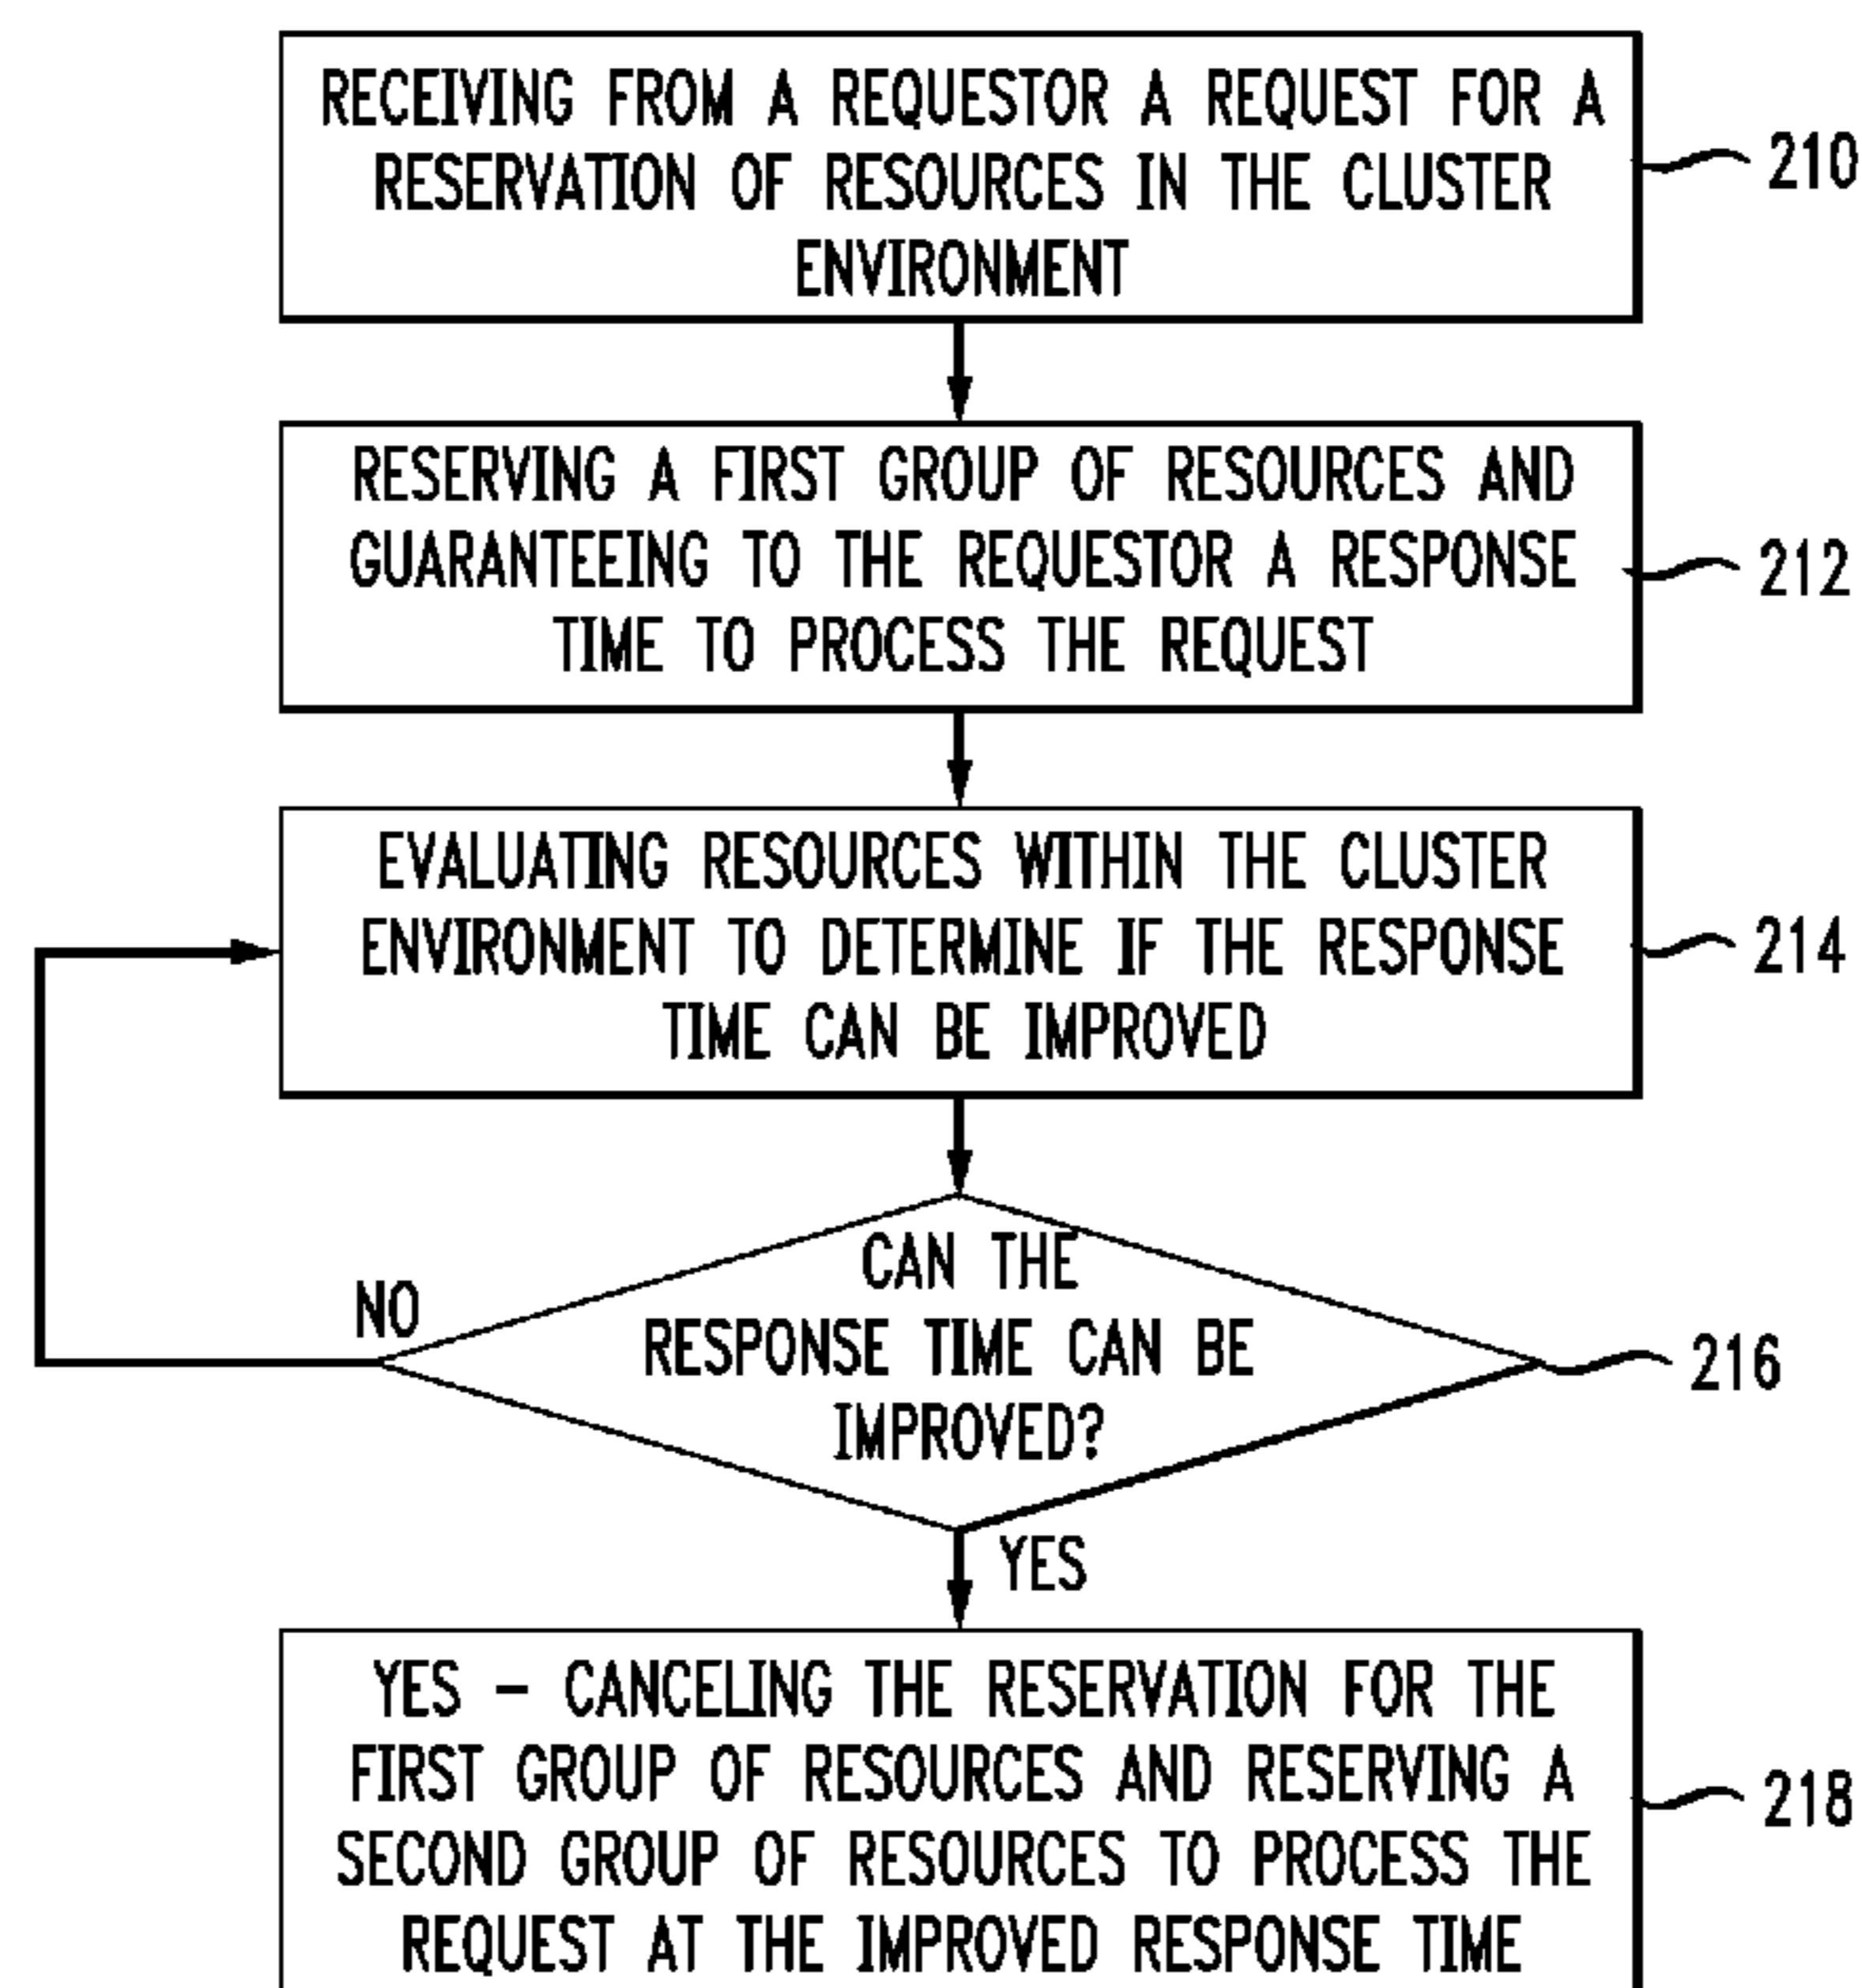 RECEIVING FROM A REQUESTOR A REQUEST FOR A
RESERVATION OF RESOURCES IN THE CLUSTER
ENVIRONMENT
210
RESERVING A FIRST GROUP OF RESOURCES AND
GUARANTEEING TO THE REQUESTOR A RESPONSE
TIME TO PROCESS THE REQUEST
212
EVALUATING RESOURCES WITHIN THE CLUSTER
ENVIRONMENT TO DETERMINE IF THE RESPONSE
TIME CAN BE IMPROVED
214
CAN THE
RESPONSE TIME CAN BE
IMPROVED?
216
NO
YES
YES – CANCELING THE RESERVATION FOR THE
FIRST GROUP OF RESOURCES AND RESERVING A
SECOND GROUP OF RESOURCES TO PROCESS THE
REQUEST AT THE IMPROVED RESPONSE TIME
218